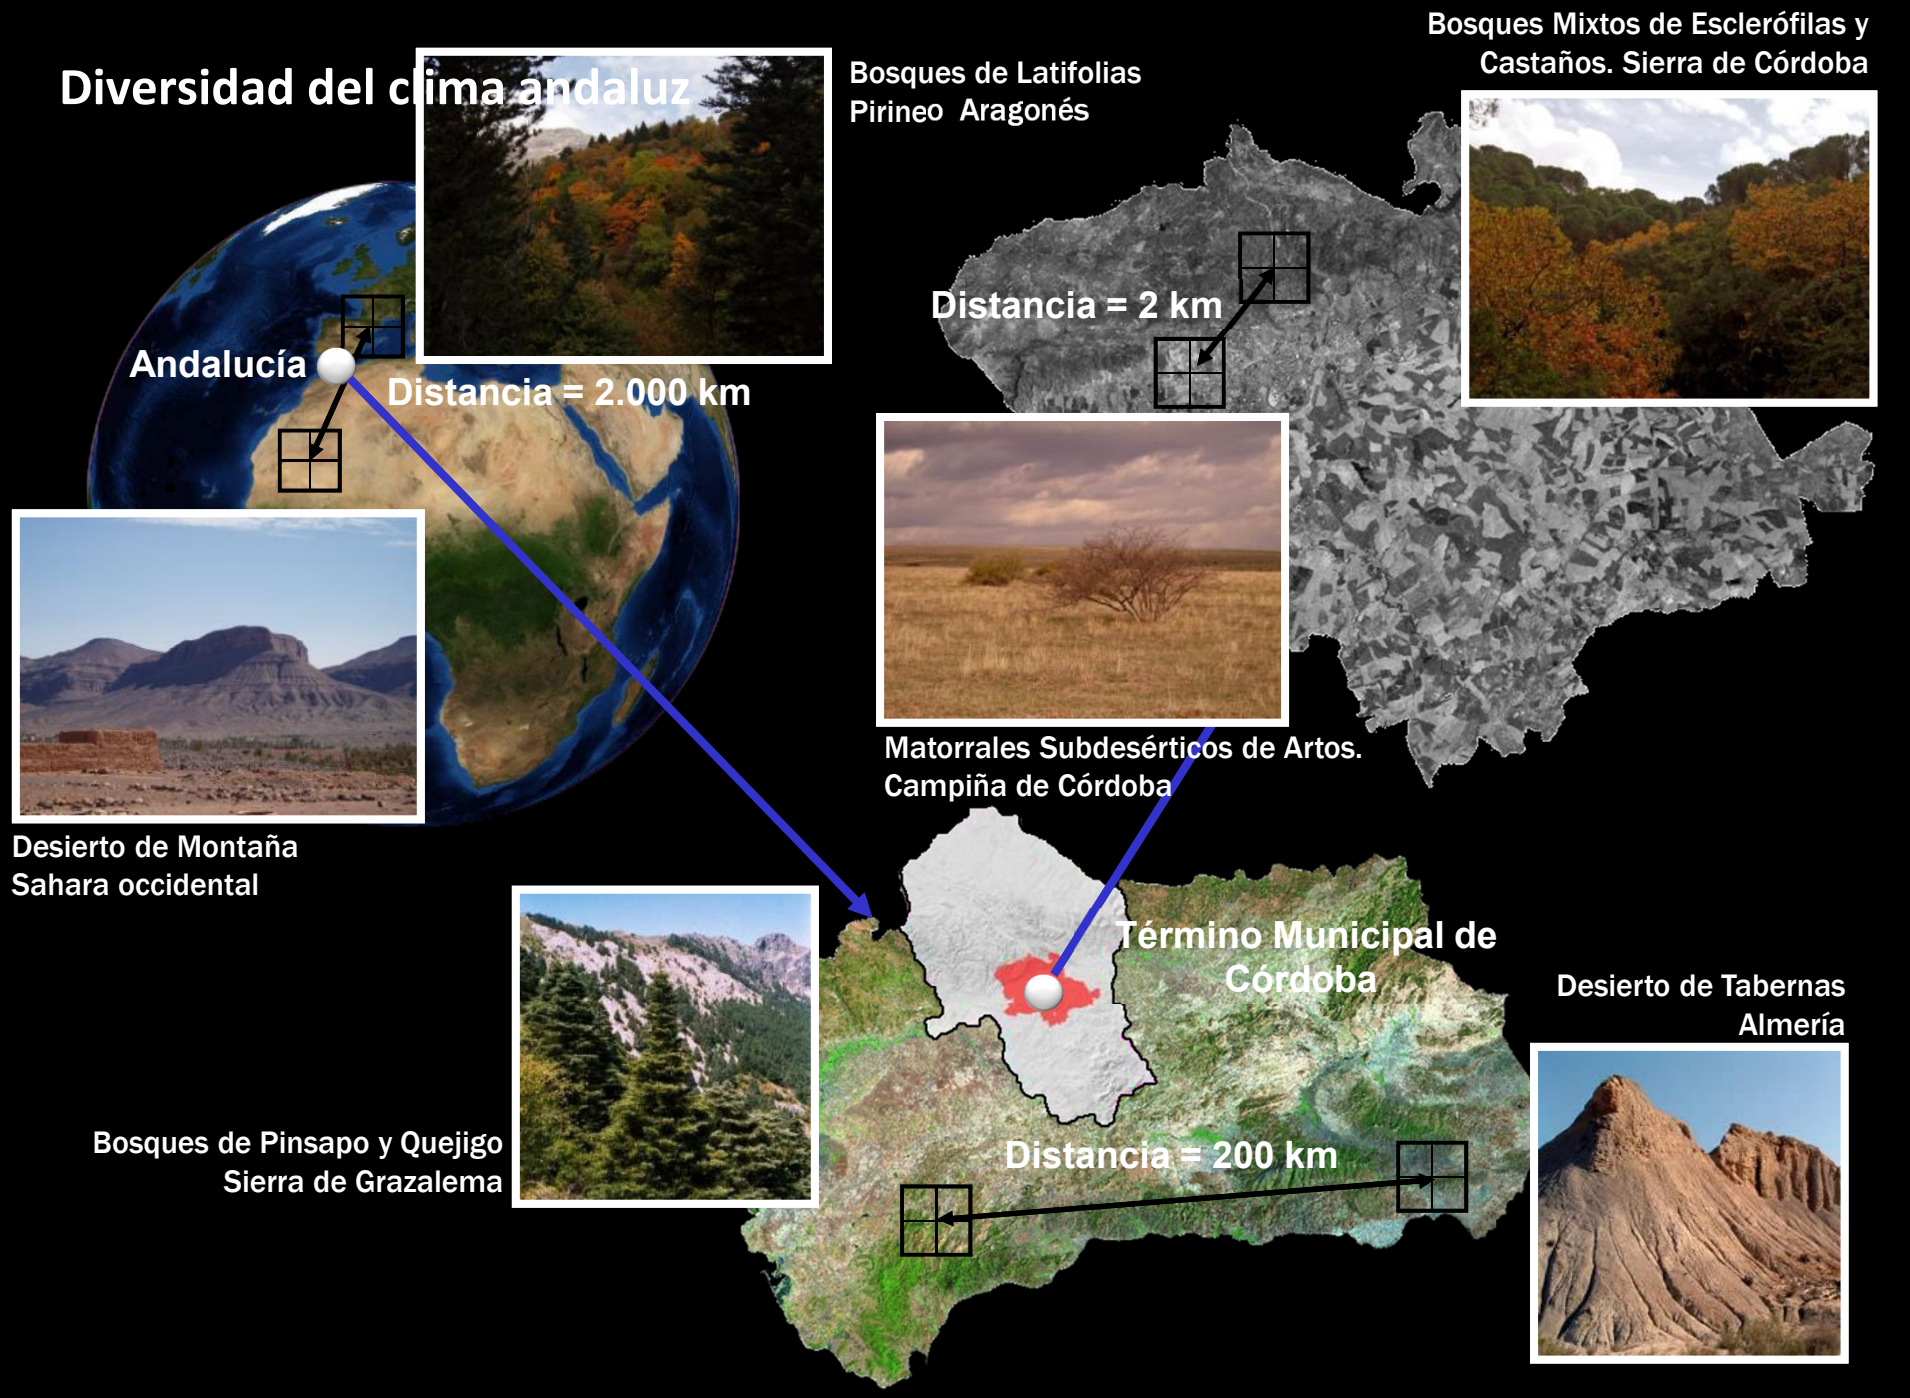 Diversidad del clima andaluz
Bosques de Latifolias
Pirineo Aragonés
Bosques Mixtos de Esclerófilas y
Castaños. Sierra de Córdoba
Distancia = 2 km
Andalucía
Distancia = 2.000 km
Matorrales Subdesérticos de Artos.
Campiña de Córdoba
Desierto de Montaña
Sahara occidental
Término Municipal de
Córdoba
Desierto de Tabernas
Almería
Bosques de Pinsapo y Quejigo
Sierra de Grazalema
Distancia = 200 km